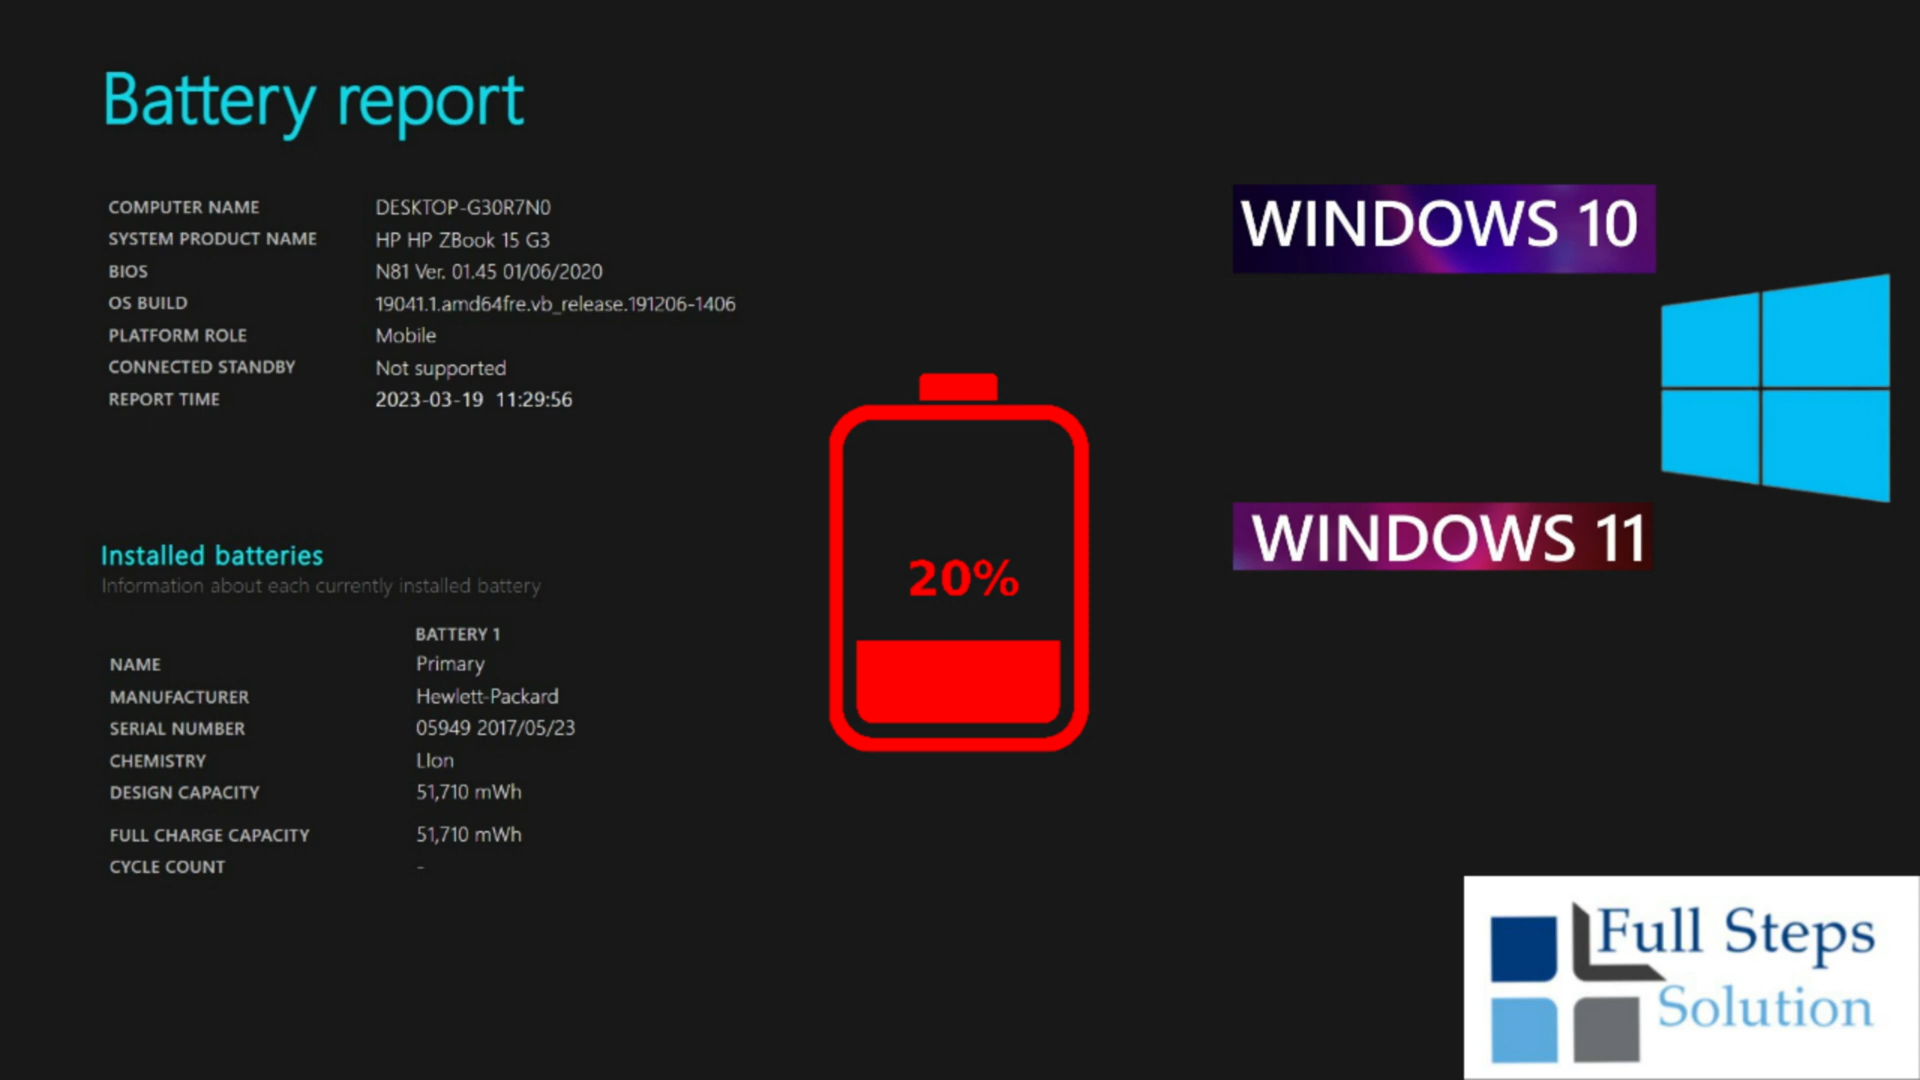 Battery report
COMPUTER NAME DESKTOP-G30R7N0
SYSTEM PRODUCT NAME HP HP ZBook 15 G3
BIOS N81 Ver. 01.45 01/06/2020
OS BUILD 19041.1.amd64fre.vb_release.191206-1406
PLATFORM ROLE Mobile
CONNECTED STANDBY Not supported
REPORT TIME 2023-03-19 11:29:56
Installed batteries
Information about each currently installed battery
BATTERY 1
NAME Primary
MANUFACTURER Hewlett-Packard
SERIAL NUMBER 05949 2017/05/23
CHEMISTRY LIon
DESIGN CAPACITY 51,710 mWh
FULL CHARGE CAPACITY 51,710 mWh
CYCLE COUNT -
20%
WINDOWS 10
WINDOWS 11
Full Steps
Solution